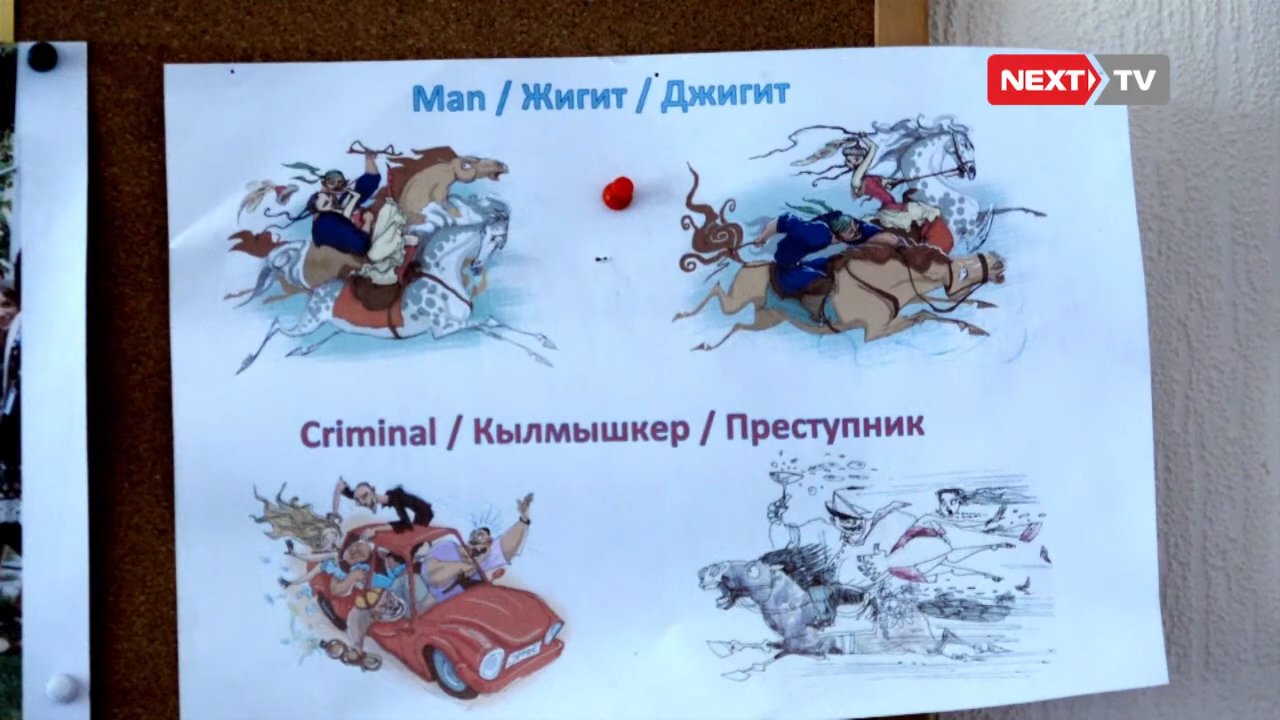 NEXT TV
Man / Жигит / Джигит
Criminal / Кылмышкер / Преступник